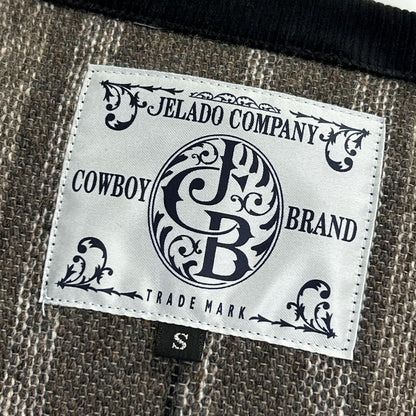 JELADO COMPANY
COWBOY JCB BRAND
TRADE MARK
S